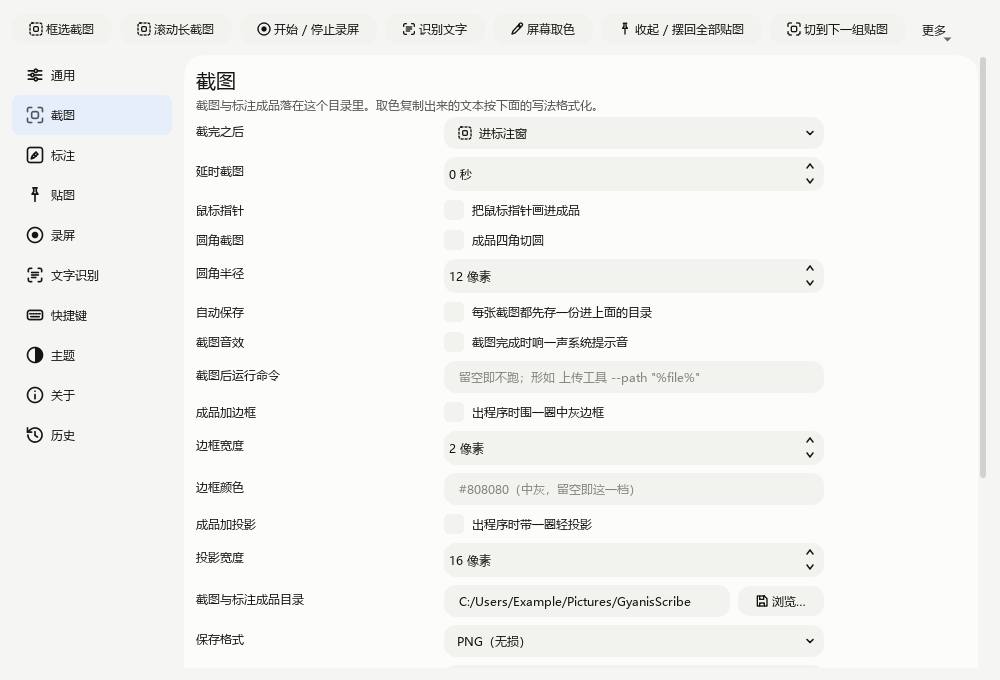 框选截图 滚动长截图 开始 / 停止录屏 识别文字 屏幕取色 收起 / 摆回全部贴图 切到下一组贴图 更多
通用
截图
标注
贴图
录屏
文字识别
快捷键
主题
关于
历史
截图
截图与标注成品落在这个目录里。取色复制出来的文本按下面的写法格式化。
截完之后 进标注窗
延时截图 0 秒
鼠标指针 把鼠标指针画进成品
圆角截图 成品四角切圆
圆角半径 12 像素
自动保存 每张截图都先存一份进上面的目录
截图音效 截图完成时响一声系统提示音
截图后运行命令 留空即不跑；形如 上传工具 --path "%file%"
成品加边框 出程序时围一圈中灰边框
边框宽度 2 像素
边框颜色 #808080（中灰，留空即这一档）
成品加投影 出程序时带一圈轻投影
投影宽度 16 像素
截图与标注成品目录 C:/Users/Example/Pictures/GyanisScribe 浏览...
保存格式 PNG（无损）